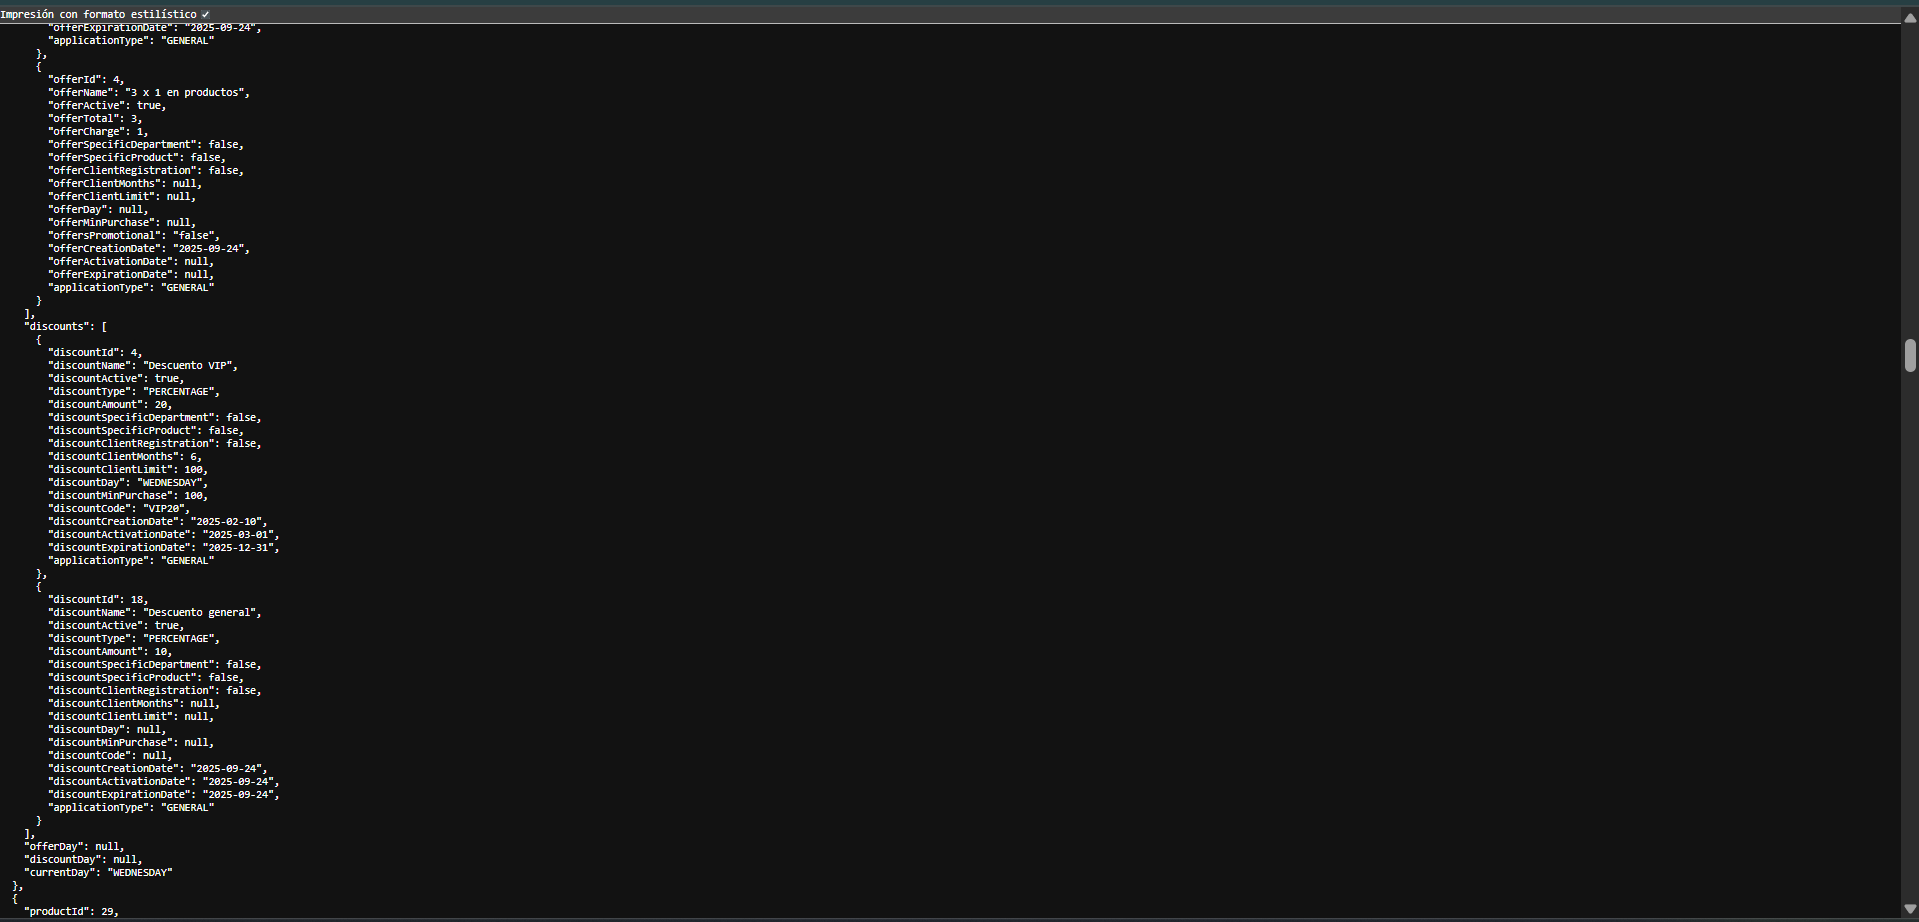 Impresión con formato estilístico
"offerExpirationDate": "2025-09-24",
"applicationType": "GENERAL"
},
{
"offerId": 4,
"offerName": "3 x 1 en productos",
"offerActive": true,
"offerTotal": 3,
"offerCharge": 1,
"offerSpecificDepartment": false,
"offerSpecificProduct": false,
"offerClientRegistration": false,
"offerClientMonths": null,
"offerClientLimit": null,
"offerDay": null,
"offerMinPurchase": null,
"offersPromotional": "false",
"offerCreationDate": "2025-09-24",
"offerActivationDate": null,
"offerExpirationDate": null,
"applicationType": "GENERAL"
}
],
"discounts": [
{
"discountId": 4,
"discountName": "Descuento VIP",
"discountActive": true,
"discountType": "PERCENTAGE",
"discountAmount": 20,
"discountSpecificDepartment": false,
"discountSpecificProduct": false,
"discountClientRegistration": false,
"discountClientMonths": 6,
"discountClientLimit": 100,
"discountDay": "WEDNESDAY",
"discountMinPurchase": 100,
"discountCode": "VIP20",
"discountCreationDate": "2025-02-10",
"discountActivationDate": "2025-03-01",
"discountExpirationDate": "2025-12-31",
"applicationType": "GENERAL"
},
{
"discountId": 18,
"discountName": "Descuento general",
"discountActive": true,
"discountType": "PERCENTAGE",
"discountAmount": 10,
"discountSpecificDepartment": false,
"discountSpecificProduct": false,
"discountClientRegistration": false,
"discountClientMonths": null,
"discountClientLimit": null,
"discountDay": null,
"discountMinPurchase": null,
"discountCode": null,
"discountCreationDate": "2025-09-24",
"discountActivationDate": "2025-09-24",
"discountExpirationDate": "2025-09-24",
"applicationType": "GENERAL"
}
],
"offerDay": null,
"discountDay": null,
"currentDay": "WEDNESDAY"
},
{
"productId": 29,